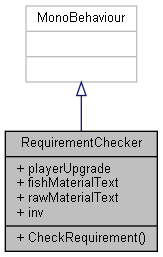 MonoBehaviour
RequirementChecker
+ playerUpgrade
+ fishMaterialText
+ rawMaterialText
+ inv
+ CheckRequirement()